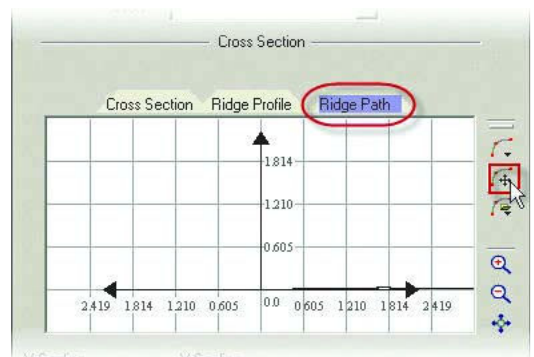 Cross Section
Cross Section Ridge Profile Ridge Path
1.814
1.210
0.605
2.419 1.814 1.210 0.605 0.0 0.605 1.210 1.814 2.419